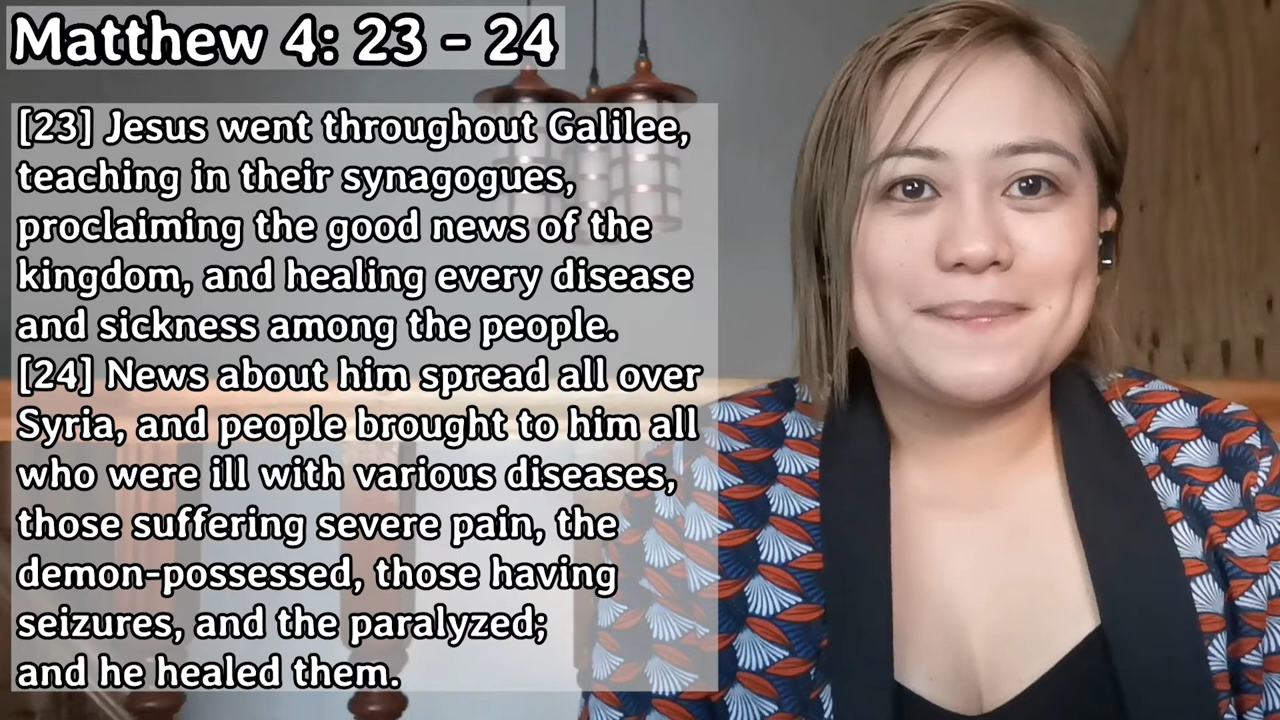 Matthew 4: 23 - 24
[23] Jesus went throughout Galilee,
teaching in their synagogues,
proclaiming the good news of the
kingdom, and healing every disease
and sickness among the people.
[24] News about him spread all over
Syria, and people brought to him all
who were ill with various diseases,
those suffering severe pain, the
demon-possessed, those having
seizures, and the paralyzed;
and he healed them.